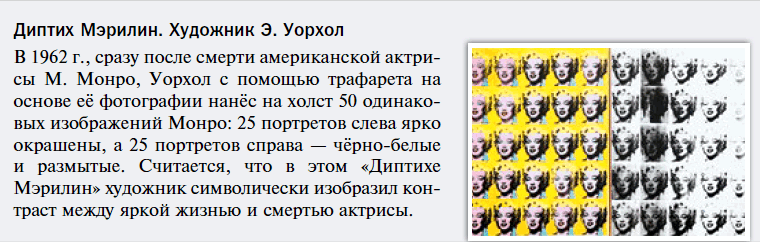 Диптих Мэрилин. Художник Э. Уорхол
В 1962 г., сразу после смерти американской актри-
сы М. Монро, Уорхол с помощью трафарета на
основе её фотографии нанёс на холст 50 одинако-
вых изображений Монро: 25 портретов слева ярко
окрашены, а 25 портретов справа — чёрно-белые
и размытые. Считается, что в этом «Диптихе
Мэрилин» художник символически изобразил кон-
траст между яркой жизнью и смертью актрисы.